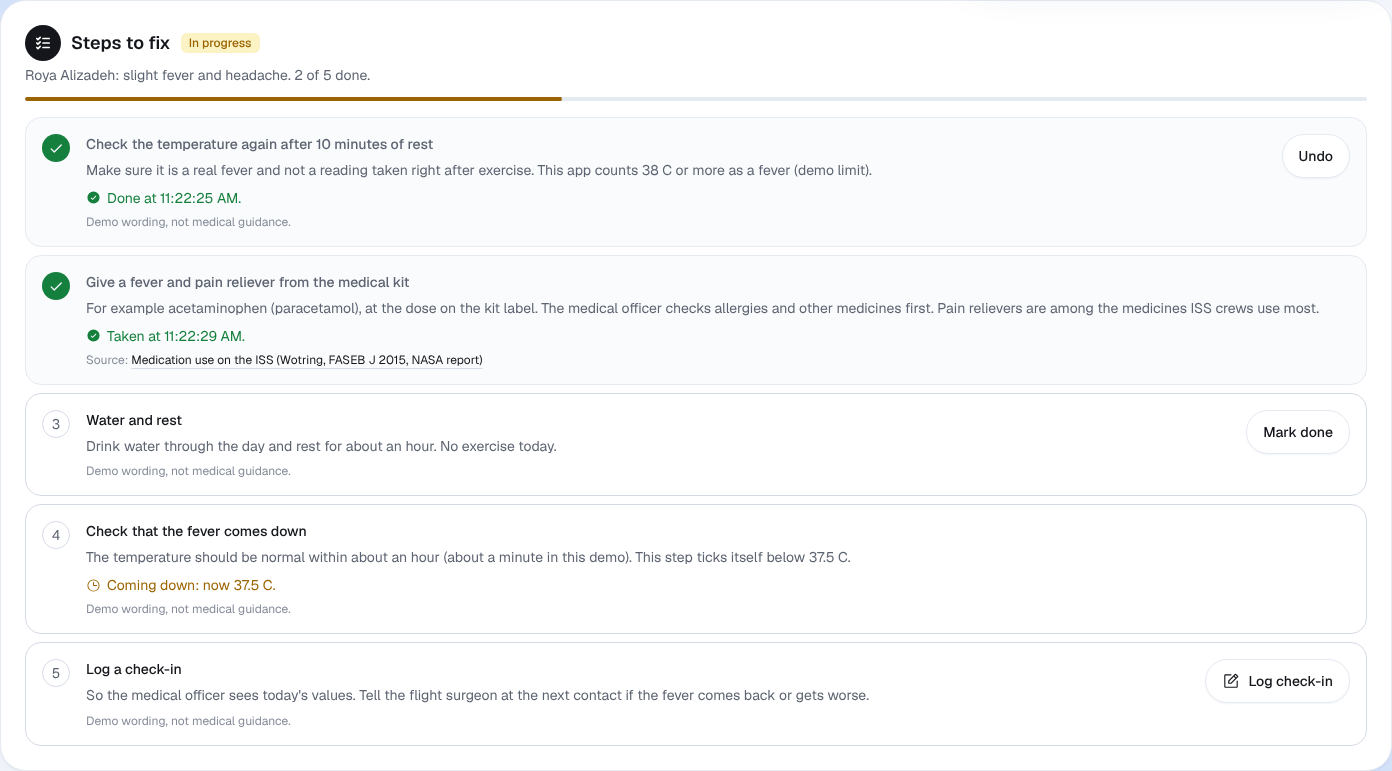 Steps to fix In progress
Roya Alizadeh: slight fever and headache. 2 of 5 done.
Check the temperature again after 10 minutes of rest
Undo
Make sure it is a real fever and not a reading taken right after exercise. This app counts 38 C or more as a fever (demo limit).
Done at 11:22:25 AM.
Demo wording, not medical guidance.
Give a fever and pain reliever from the medical kit
For example acetaminophen (paracetamol), at the dose on the kit label. The medical officer checks allergies and other medicines first. Pain relievers are among the medicines ISS crews use most.
Taken at 11:22:29 AM.
Source: Medication use on the ISS (Wotring, FASEB J 2015, NASA report)
3 Water and rest
Mark done
Drink water through the day and rest for about an hour. No exercise today.
Demo wording, not medical guidance.
4 Check that the fever comes down
The temperature should be normal within about an hour (about a minute in this demo). This step ticks itself below 37.5 C.
Coming down: now 37.5 C.
Demo wording, not medical guidance.
5 Log a check-in
Log check-in
So the medical officer sees today's values. Tell the flight surgeon at the next contact if the fever comes back or gets worse.
Demo wording, not medical guidance.